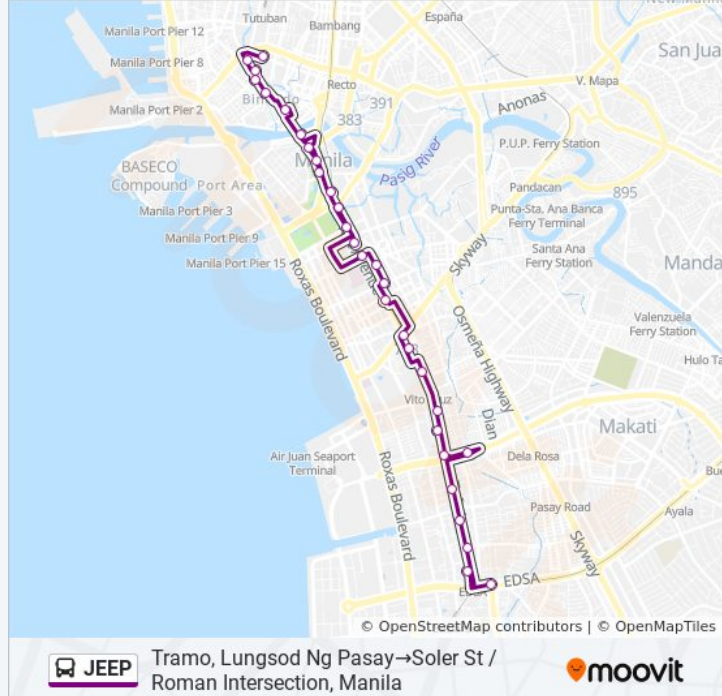 Tutuban
España
Manila Port Pier 12
Bambang
San Jua
Manila Port Pier 8
V. Mapa
Recto
Anonas
Manila Port Pier 2
391
383
P.U.P. Ferry Station
Manila
BASECO
Compound
Port Area
Pasig River
Pandacan
895
Manila Port Pier 3
Punta-Sta. Ana Banca
Ferry Terminal
Manila Port Pier 9
Skyway
Santa Ana
Ferry Station
Manda
Manila Port Pier 15
Roxas Boulevard
Osmeña Highway
Valenzuela
Ferry Station
Hulo Ta
Dian
Makati
Air Juan Seaport
Terminal
Dela Rosa
Roxas Boulevard
Pasay Road
Ayala
Skyway
EDSA
© OpenStreetMap contributors | © OpenMapTiles
JEEP
Tramo, Lungsod Ng Pasay→Soler St /
Roman Intersection, Manila
moovit